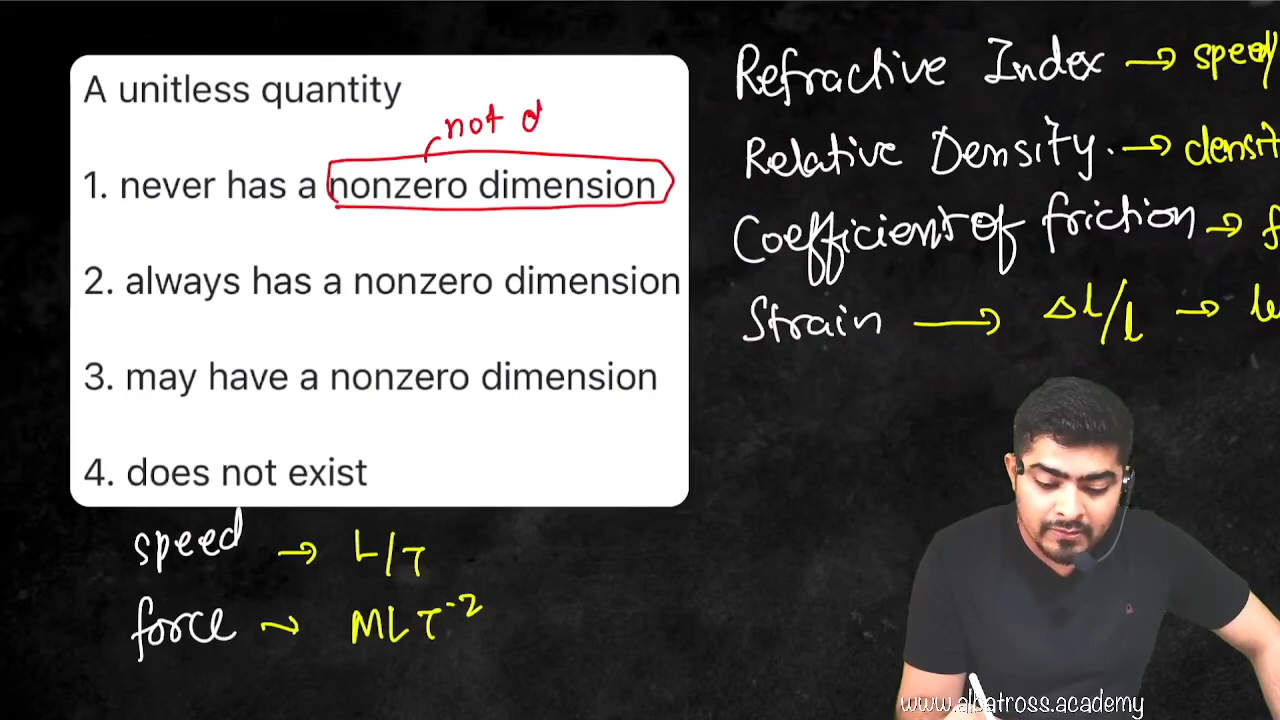 A unitless quantity
not d
1. never has a nonzero dimension
2. always has a nonzero dimension
3. may have a nonzero dimension
4. does not exist
speed → L/T
force → MLT⁻²
Refractive Index → speed/
Relative Density. → densit
Coefficient of friction → f
Strain → Δl/l → le
www.albatross.academy